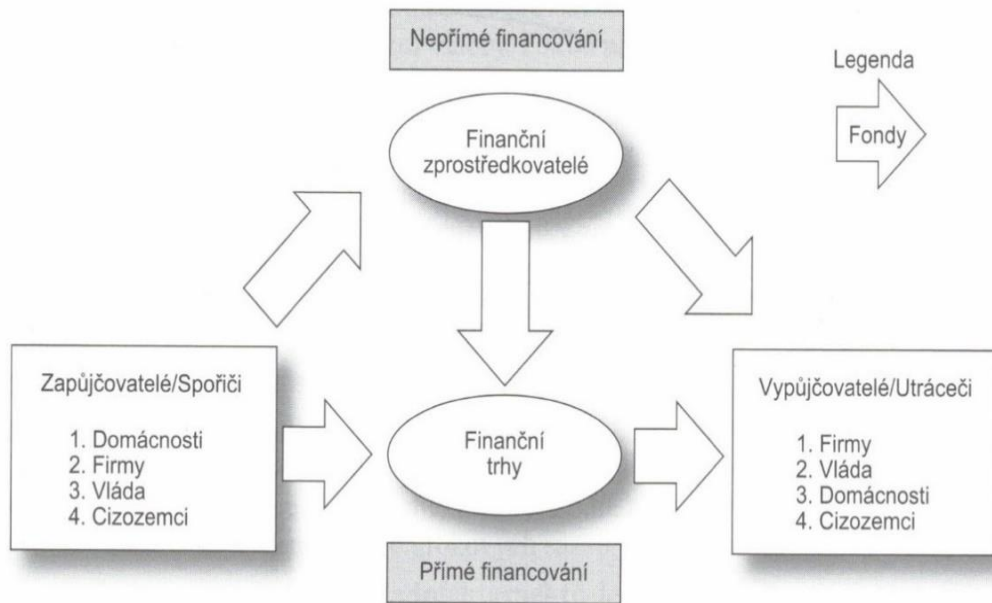 Nepřímé financování
Legenda
Fondy
Finanční
zprostředkovatelé
Zapůjčovatelé/Spořiči
1. Domácnosti
2. Firmy
3. Vláda
4. Cizozemci
Finanční
trhy
Vypůjčovatelé/Utráceči
1. Firmy
2. Vláda
3. Domácnosti
4. Cizozemci
Přímé financování